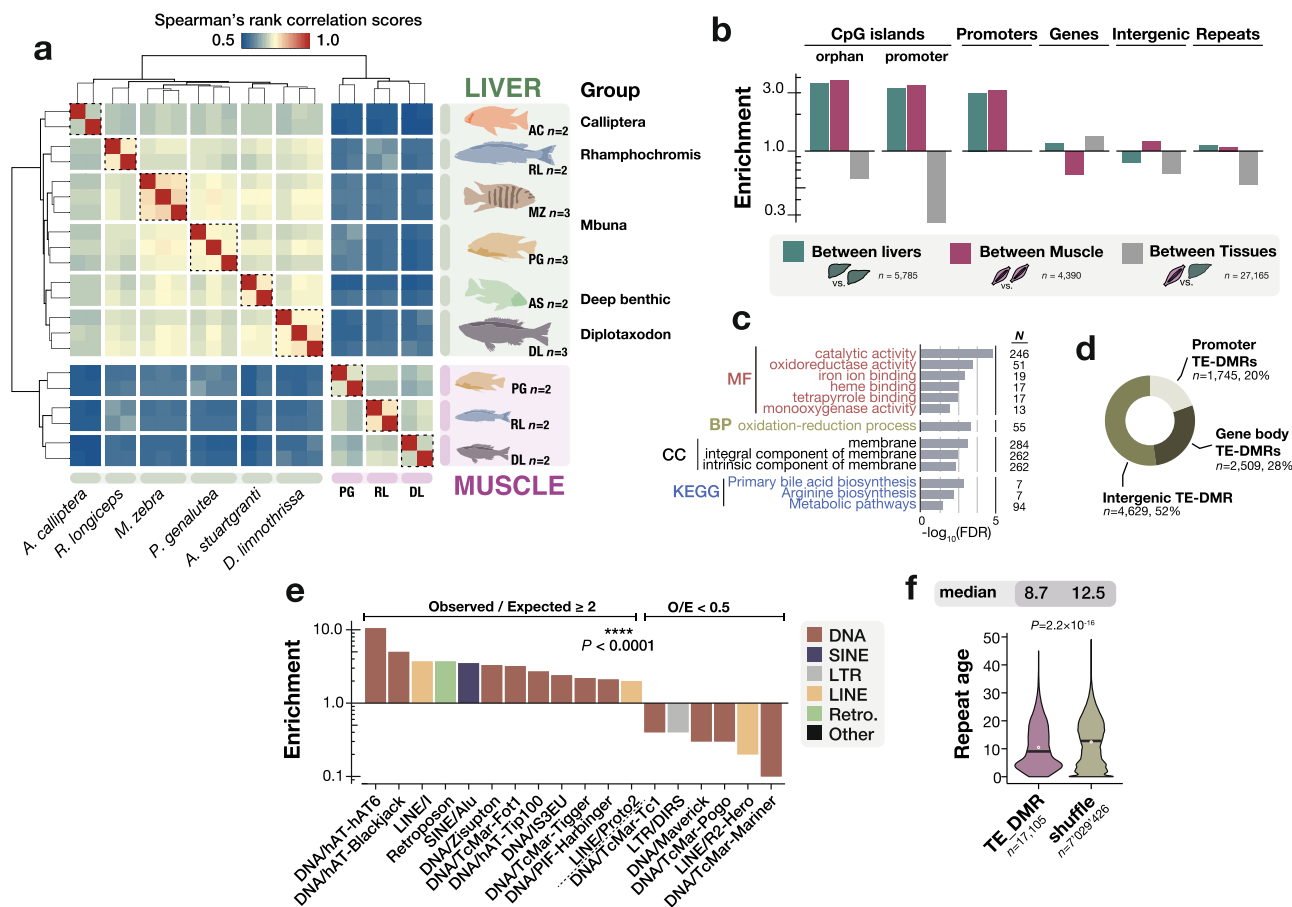 a
Spearman's rank correlation scores
0.5 1.0
LIVER
Group
AC n=2
Calliptera
RL n=2
Rhamphochromis
MZ n=3
Mbuna
PG n=3
AS n=2
Deep benthic
DL n=3
Diplotaxodon
PG n=2
RL n=2
DL n=2
MUSCLE
PG RL DL
A. calliptera
R. longiceps
M. zebra
P. genalutea
A. stuartgranti
D. limnothrissa
b
CpG islands Promoters Genes Intergenic Repeats
orphan promoter
Enrichment
3.0
1.0
0.3
Between livers
vs.
n = 5,785
Between Muscle
vs.
n = 4,390
Between Tissues
vs.
n = 27,165
c
N
MF
catalytic activity 246
oxidoreductase activity 51
iron ion binding 19
heme binding 17
tetrapyrrole binding 17
monooxygenase activity 13
BP oxidation-reduction process 55
CC
membrane 284
integral component of membrane 262
intrinsic component of membrane 262
KEGG
Primary bile acid biosynthesis 7
Arginine biosynthesis 7
Metabolic pathways 94
0 5
-log10(FDR)
d
Promoter
TE-DMRs
n=1,745, 20%
Gene body
TE-DMRs
n=2,509, 28%
Intergenic TE-DMR
n=4,629, 52%
e
Observed / Expected ≥ 2
O/E < 0.5
****
P < 0.0001
Enrichment
10.0
1.0
0.1
DNA
SINE
LTR
LINE
Retro.
Other
DNA/hAT-hAT6
DNA/hAT-Blackjack
LINE/I
Retroposon
SINE/Alu
DNA/Zisupton
DNA/TcMar-Fot1
DNA/hAT-Tip100
DNA/IS3EU
DNA/TcMar-Tigger
DNA/PIF-Harbinger
LINE/Proto2
DNA/TcMar-Tc1
LTR/DIRS
DNA/Maverick
DNA/TcMar-Pogo
LINE/R2-Hero
DNA/TcMar-Mariner
f
median 8.7 12.5
P=2.2×10-16
Repeat age
50
40
30
20
10
0
TE_DMR
n=17,105
shuffle
n=7'029'426